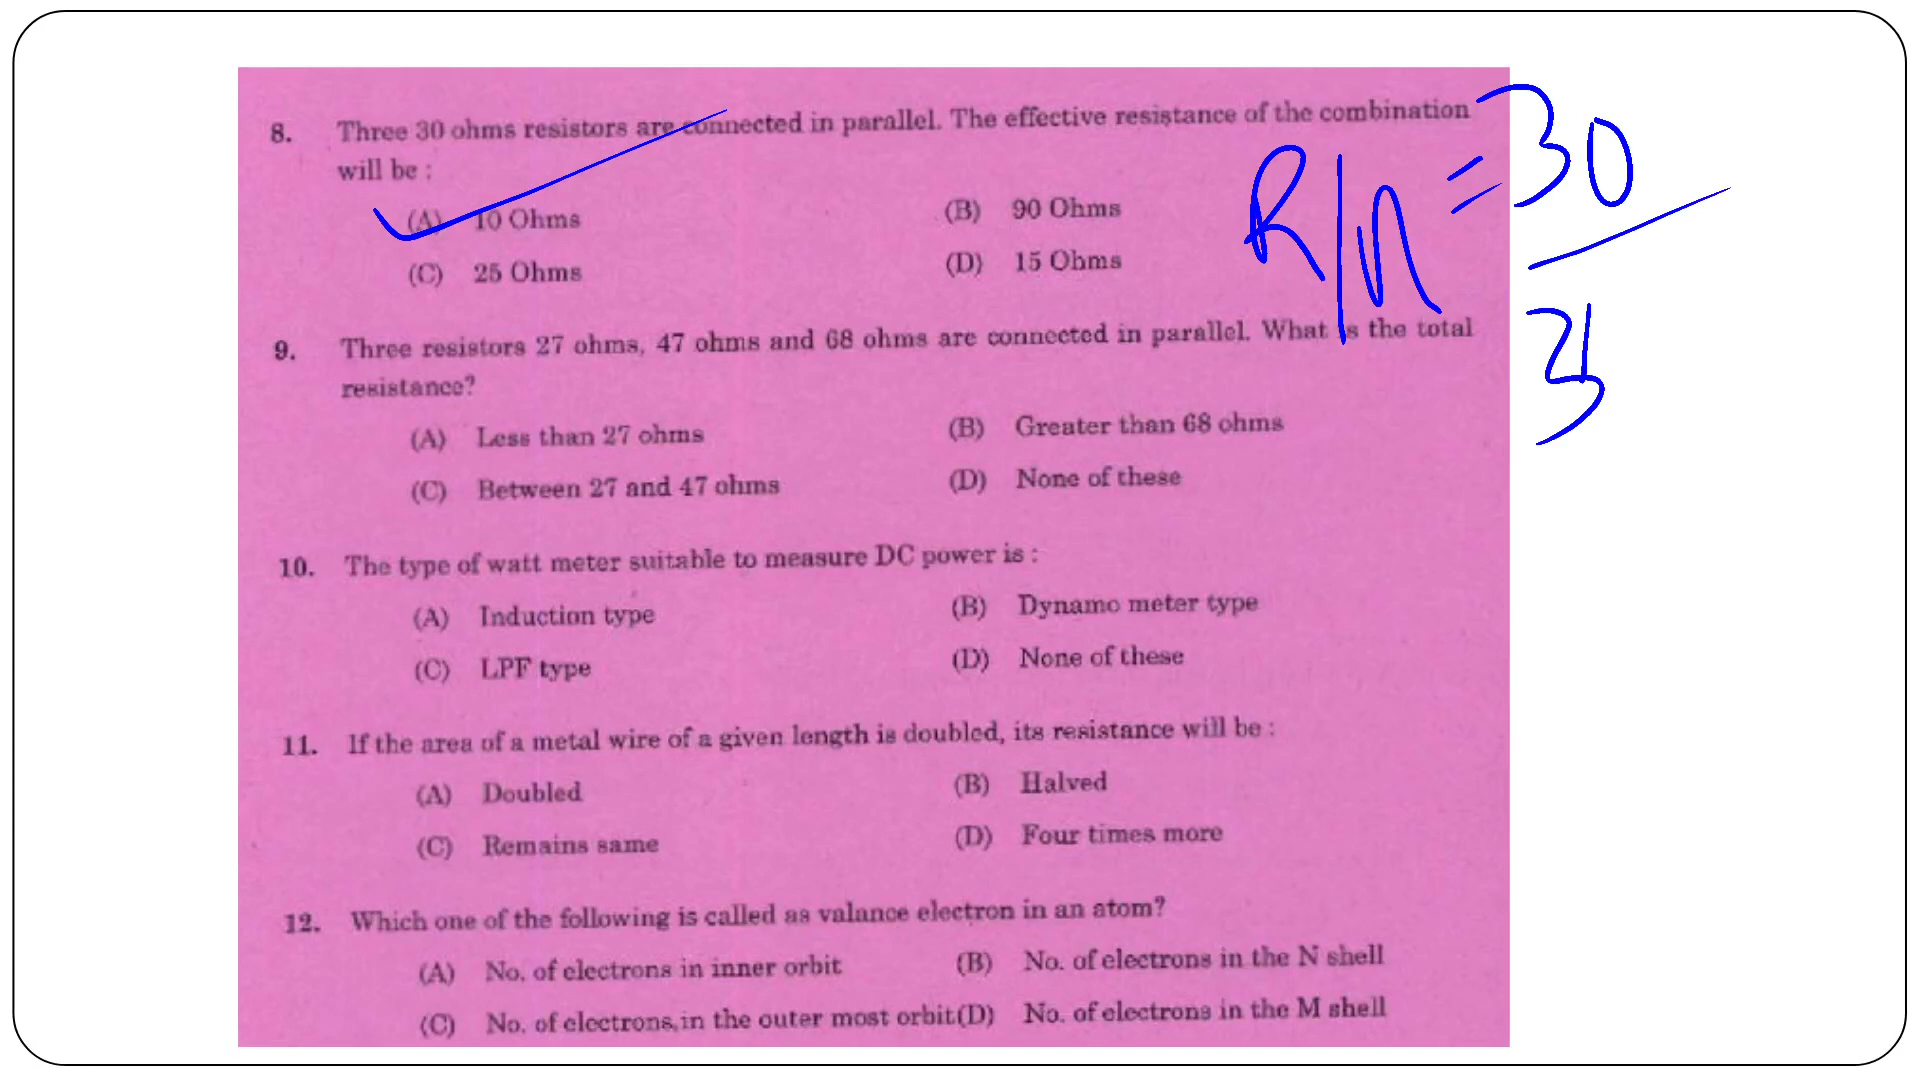 8. Three 30 ohms resistors are connected in parallel. The effective resistance of the combination
will be :
(A) 10 Ohms (B) 90 Ohms
(C) 25 Ohms (D) 15 Ohms
R/n = 30
3
9. Three resistors 27 ohms, 47 ohms and 68 ohms are connected in parallel. What is the total
resistance?
(A) Less than 27 ohms (B) Greater than 68 ohms
(C) Between 27 and 47 ohms (D) None of these
10. The type of watt meter suitable to measure DC power is :
(A) Induction type (B) Dynamo meter type
(C) LPF type (D) None of these
11. If the area of a metal wire of a given length is doubled, its resistance will be :
(A) Doubled (B) Halved
(C) Remains same (D) Four times more
12. Which one of the following is called as valance electron in an atom?
(A) No. of electrons in inner orbit (B) No. of electrons in the N shell
(C) No. of electrons in the outer most orbit (D) No. of electrons in the M shell